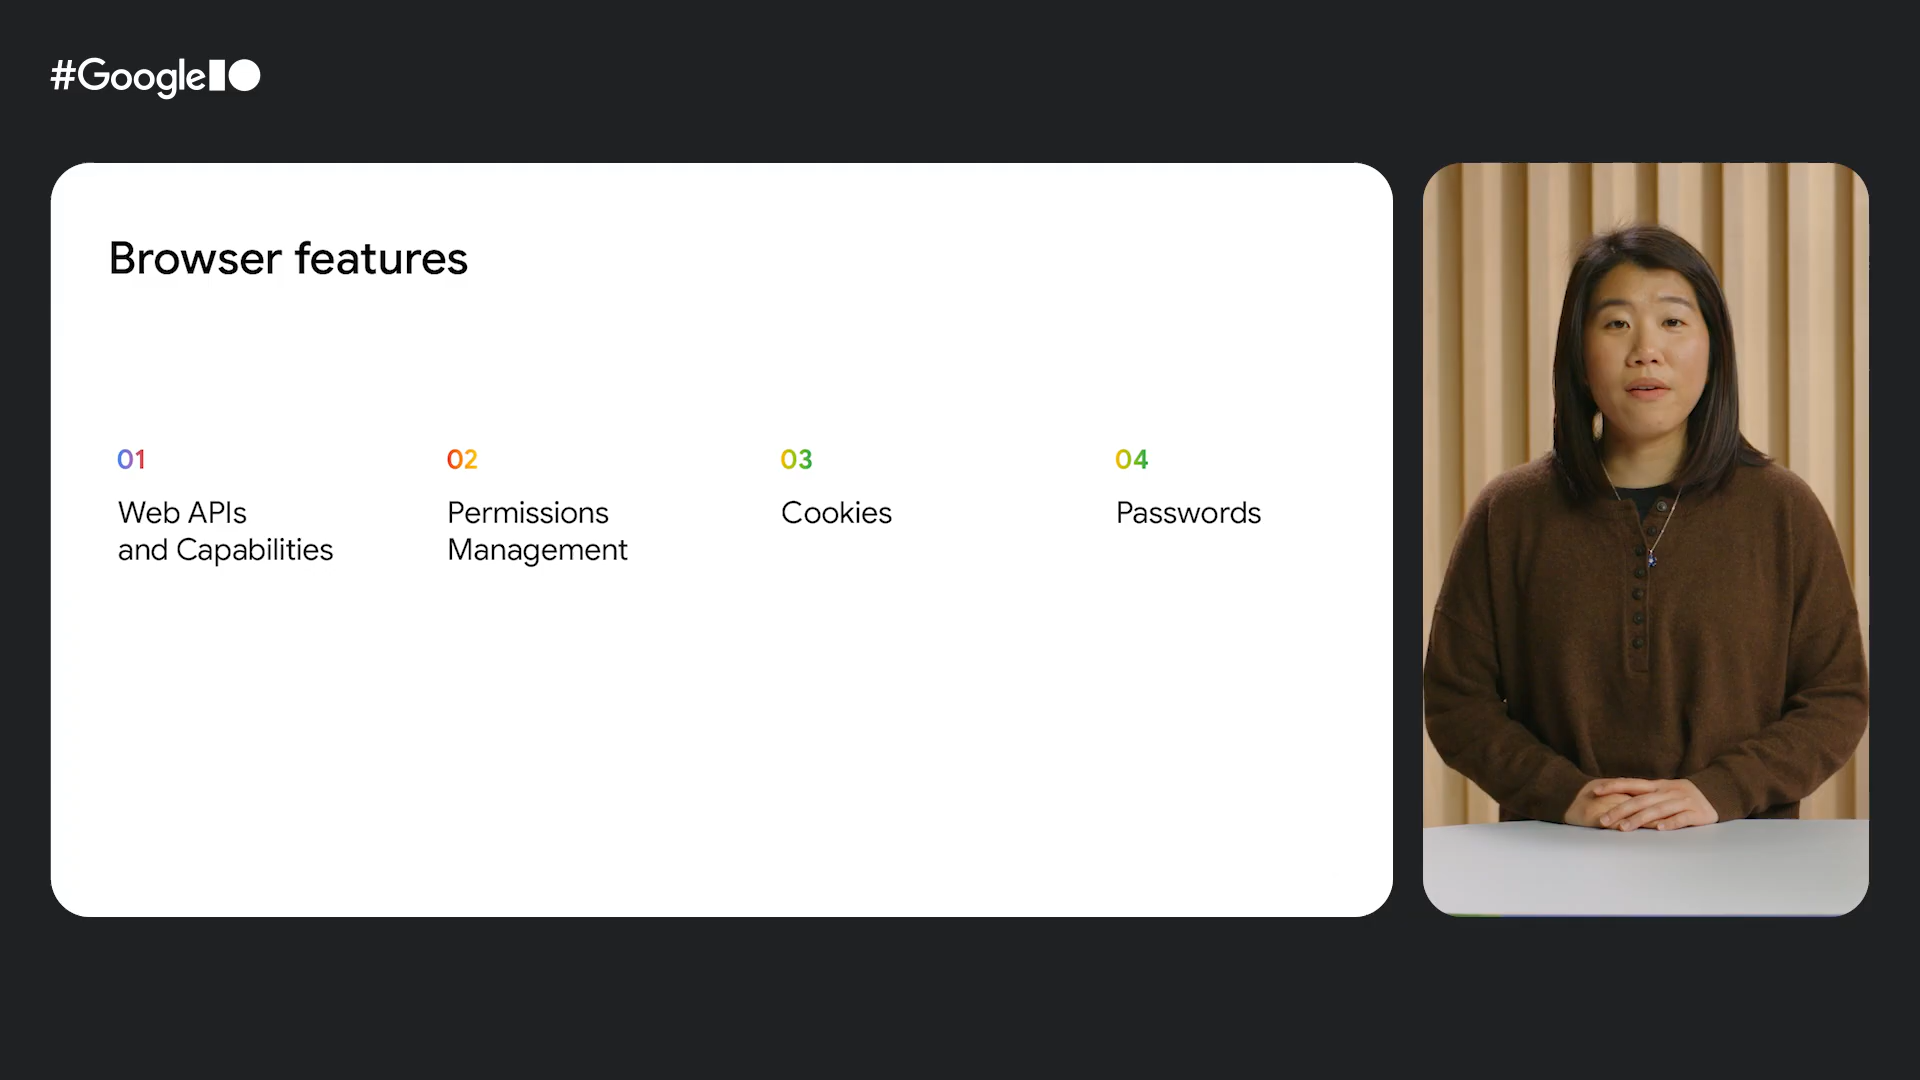 #GoogleIO
Browser features
01
Web APIs
and Capabilities
02
Permissions
Management
03
Cookies
04
Passwords